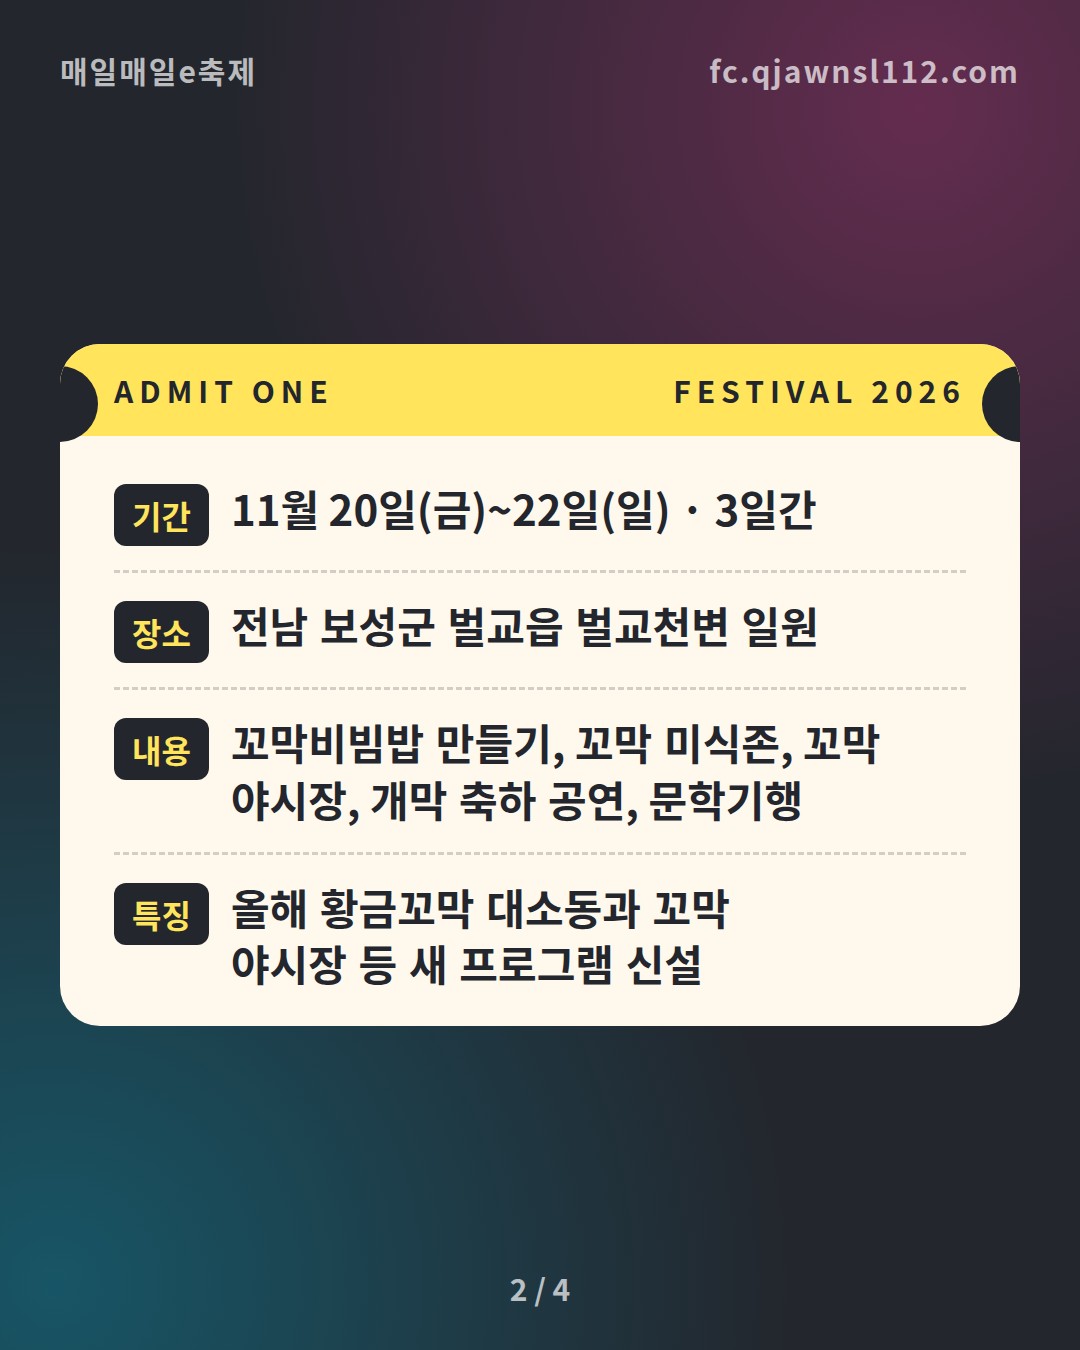 매일매일e축제
fc.qjawnsl112.com
ADMIT ONE
FESTIVAL 2026
기간
11월 20일(금)~22일(일) · 3일간
장소
전남 보성군 벌교읍 벌교천변 일원
내용
꼬막비빔밥 만들기, 꼬막 미식존, 꼬막
야시장, 개막 축하 공연, 문학기행
특징
올해 황금꼬막 대소동과 꼬막
야시장 등 새 프로그램 신설
2 / 4